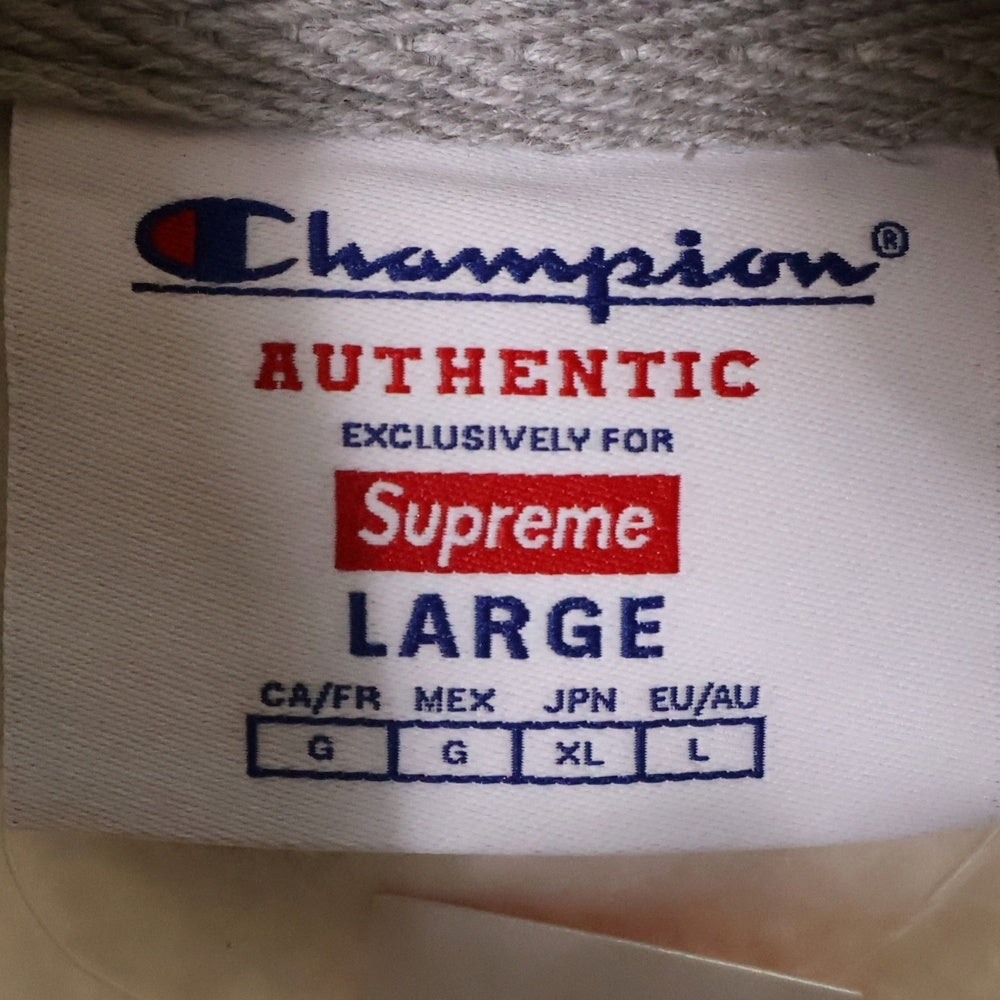 Champion®
AUTHENTIC
EXCLUSIVELY FOR
Supreme
LARGE
CA/FR MEX JPN EU/AU
G G XL L